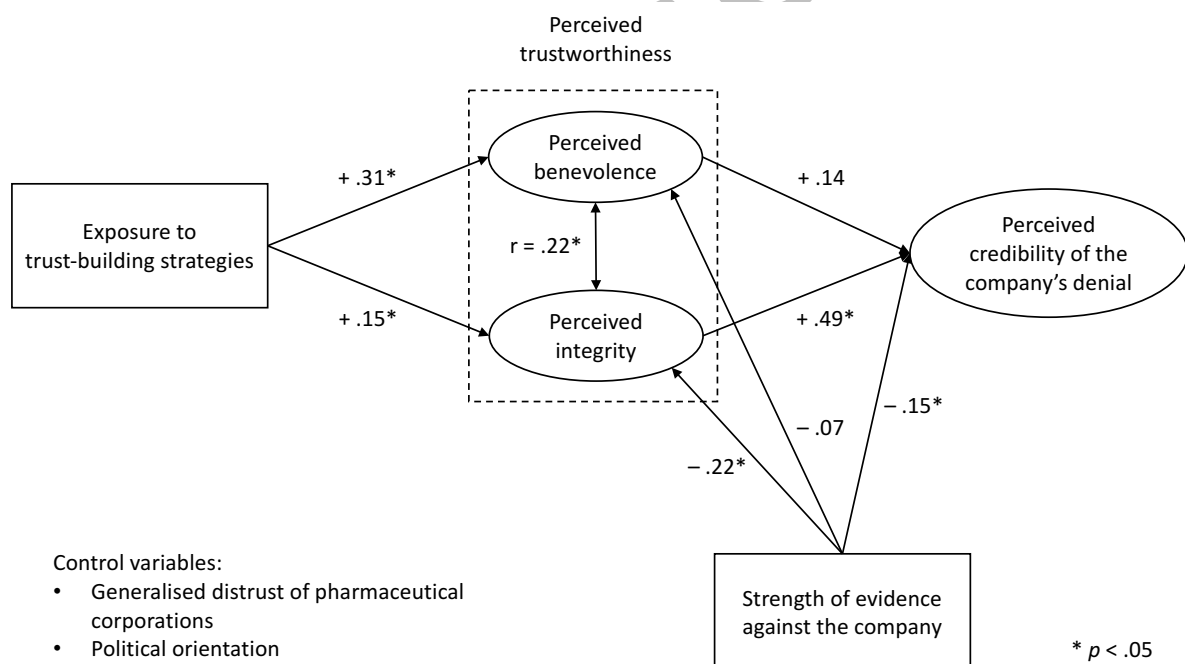 Perceived
trustworthiness
Perceived
benevolence
+ .31*
+ .14
Exposure to
trust-building strategies
r = .22*
Perceived
credibility of the
company’s denial
+ .15*
Perceived
integrity
+ .49*
– .15*
– .07
– .22*
Control variables:
• Generalised distrust of pharmaceutical
corporations
• Political orientation
Strength of evidence
against the company
* p < .05